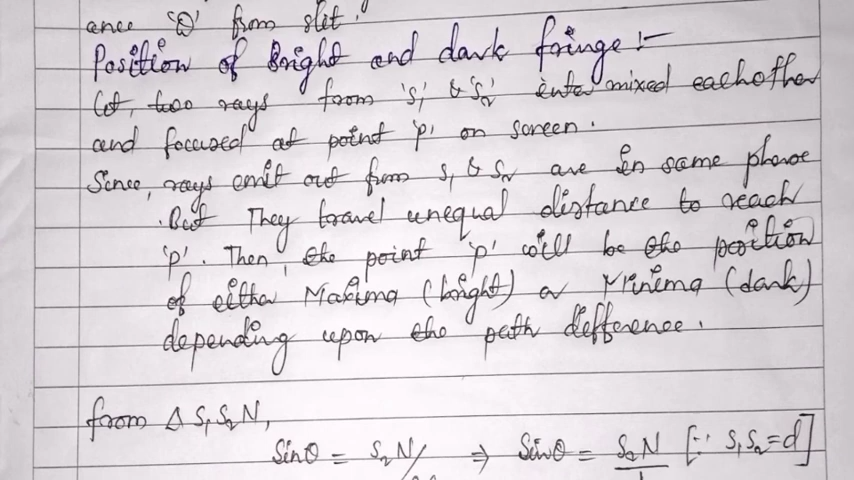 ance 'D' from slit.
Position of Bright and dark fringe :-
Let, two rays from 'S₁' & 'S₂' inter mixed eachother
and focused at point 'P' on screen.
Since, rays emit out from S₁ & S₂ are in same phase
But They travel unequal distance to reach
'P'. Then, the point 'P' will be the position
of either Maxima (bright) or Minima (dark)
depending upon the path difference.
from Δ S₁S₂N,
Sinθ = S₂N/ ⇒ Sinθ = S₂N [∵ S₁S₂=d]